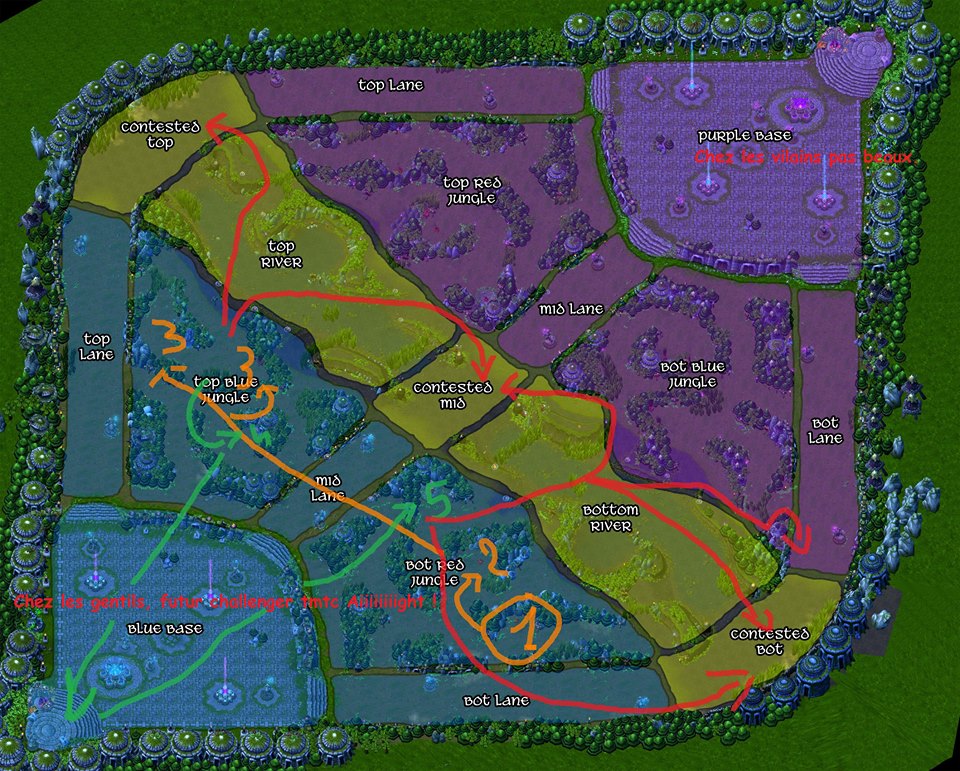 TOP LANE
CONTESTED
TOP
PURPLE BASE
Chez les vilains pas beaux
TOP RED
JUNGLE
TOP
RIVER
MID LANE
TOP
LANE
3
3
TOP BLUE
JUNGLE
CONTESTED
MID
BOT BLUE
JUNGLE
BOT
LANE
4
MID
LANE
5
BOTTOM
RIVER
BOT RED
JUNGLE
2
Chez les gentils, futur challenger tmtc Aiiiiiiight !
BLUE BASE
1
CONTESTED
BOT
BOT LANE